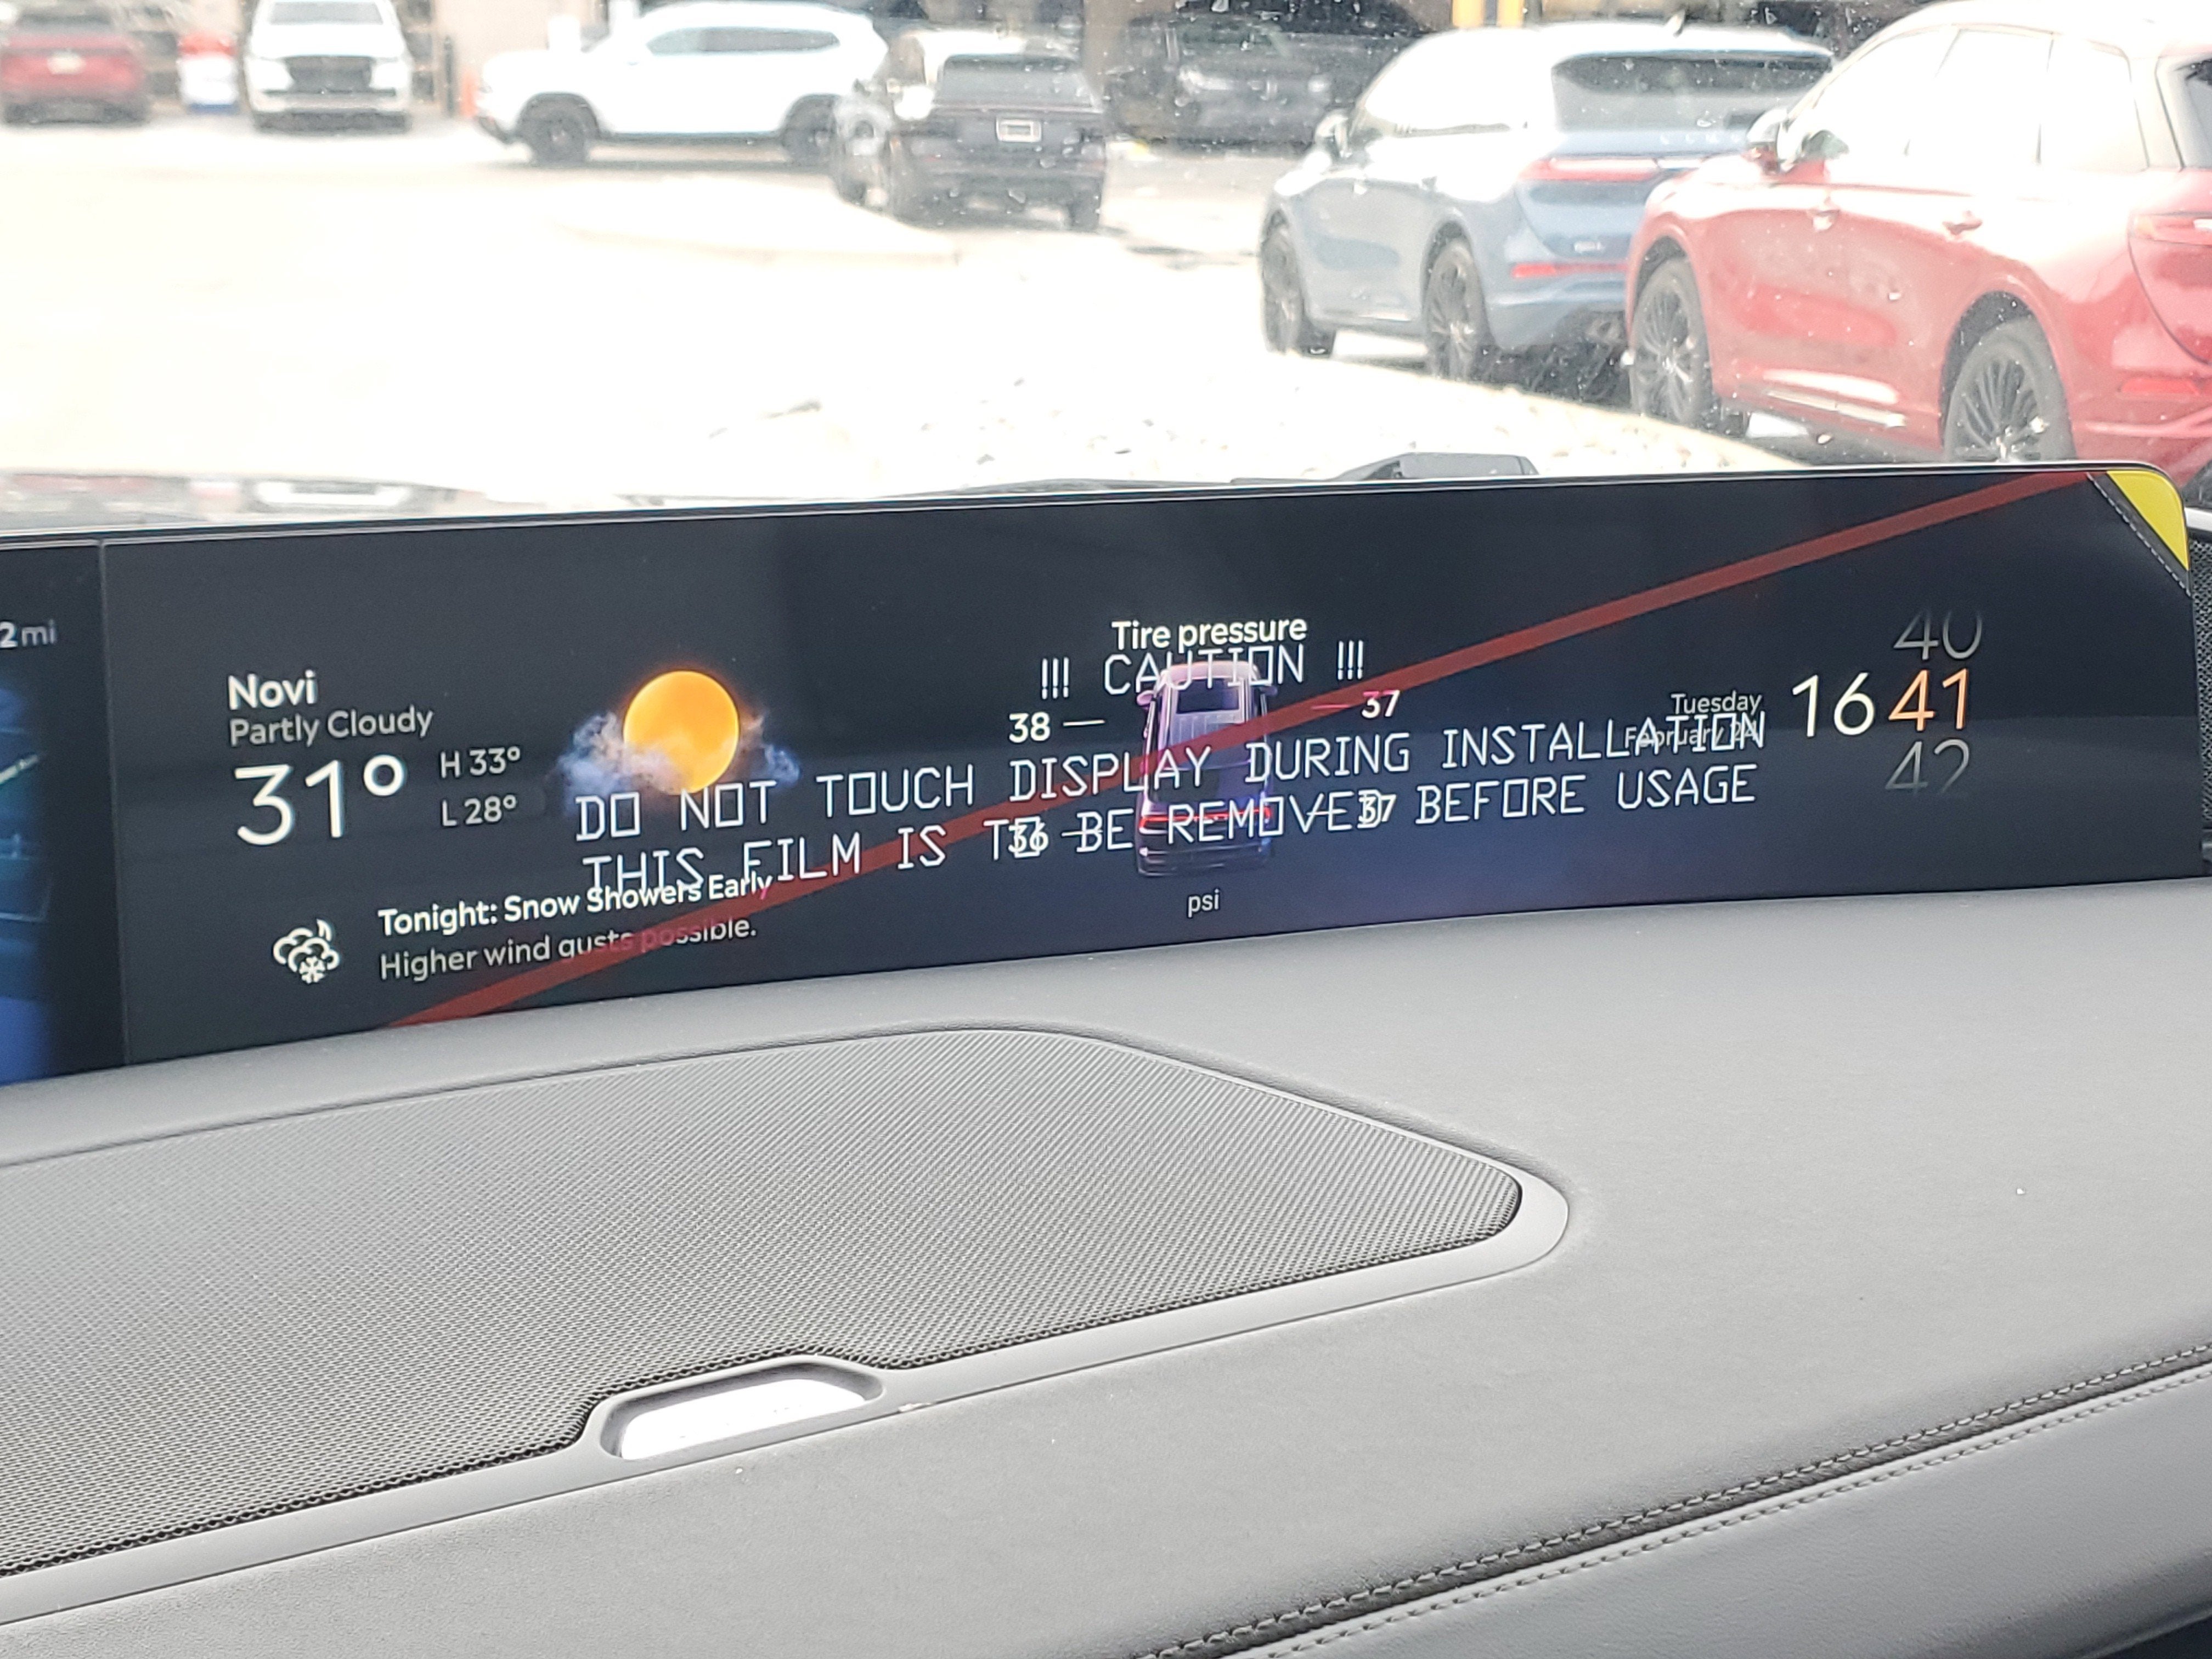 2 mi
Novi
Partly Cloudy
31°
H 33°
L 28°
Tonight: Snow Showers Early
Higher wind gusts possible.
Tire pressure
!!! CAUTION !!!
38
37
DO NOT TOUCH DISPLAY DURING INSTALLATION
THIS FILM IS TO BE REMOVED BEFORE USAGE
36
37
psi
Tuesday
February 24
40
16 41
42